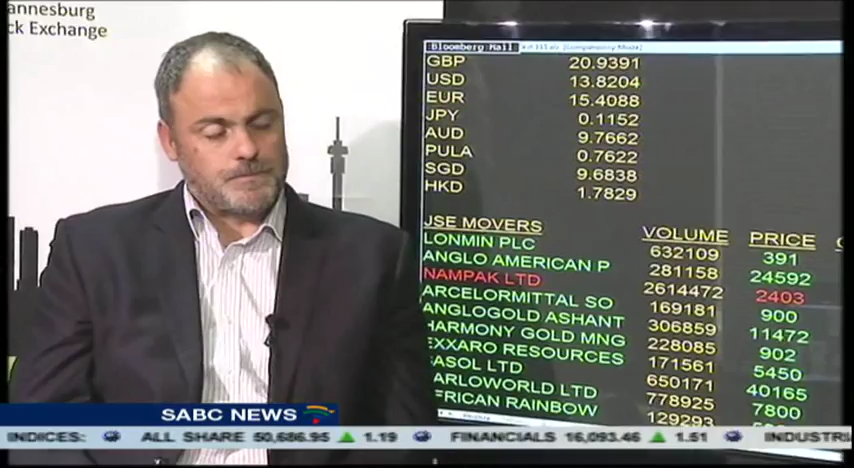 annesburg
ck Exchange
Bloomberg Mail
GBP 20.9391
USD 13.8204
EUR 15.4088
JPY 0.1152
AUD 9.7662
PULA 0.7622
SGD 9.6838
HKD 1.7829
JSE MOVERS VOLUME PRICE
LONMIN PLC 632109 391
ANGLO AMERICAN P 281158 24592
NAMPAK LTD 2614472 2403
ARCELORMITTAL SO 169181 900
ANGLOGOLD ASHANT 306859 11472
HARMONY GOLD MNG 228085 902
EXXARO RESOURCES 171561 5450
SASOL LTD 650171 40165
ARLOWORLD LTD 778925 7800
FRICAN RAINBOW 129293
SABC NEWS
INDICES: ALL SHARE 50,686.95 ▲ 1.19 FINANCIALS 16,093.46 ▲ 1.51 INDUSTRI